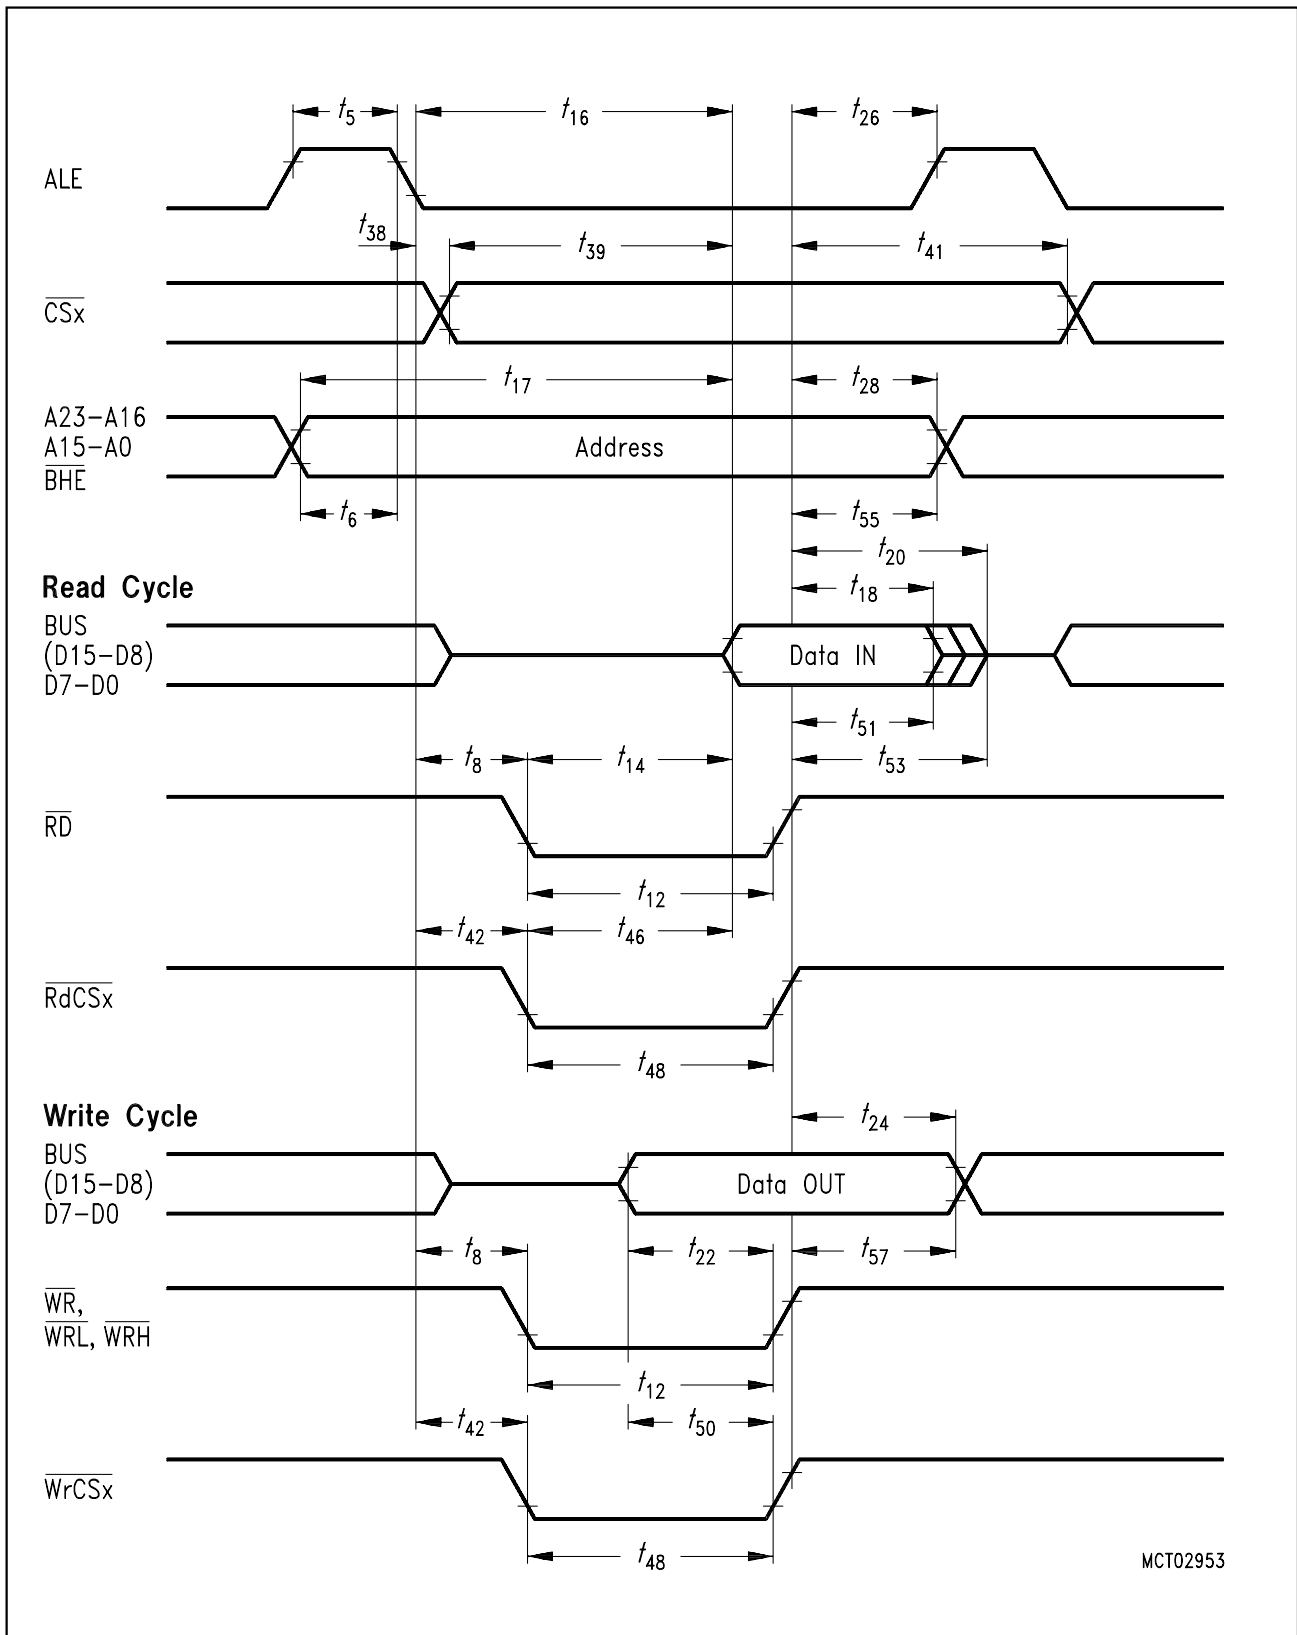 t5 t16 t26
ALE
t38 t39 t41
CSx
t17 t28
A23-A16
A15-A0 Address
BHE
t6 t55
t20
Read Cycle t18
BUS
(D15-D8) Data IN
D7-D0
t51
t8 t14 t53
RD
t12
t42 t46
RdCSx
t48
Write Cycle t24
BUS
(D15-D8) Data OUT
D7-D0
t8 t22 t57
WR,
WRL, WRH
t12
t42 t50
WrCSx
t48
MCT02953